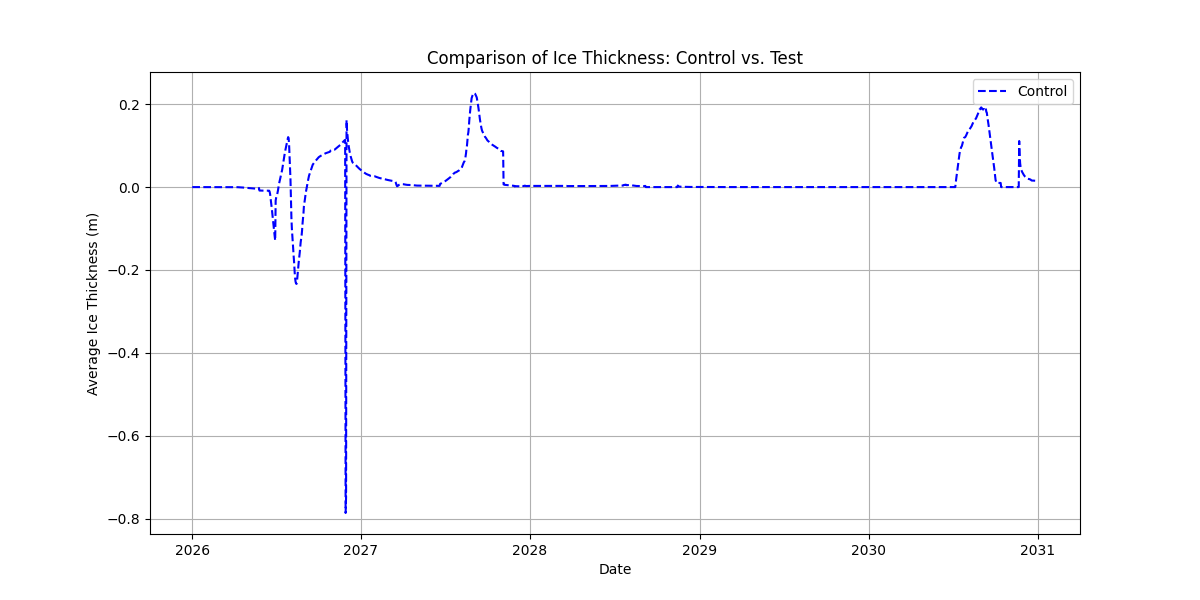 Comparison of Ice Thickness: Control vs. Test
Control
0.2
0.0
−0.2
−0.4
−0.6
−0.8
Average Ice Thickness (m)
2026 2027 2028 2029 2030 2031
Date